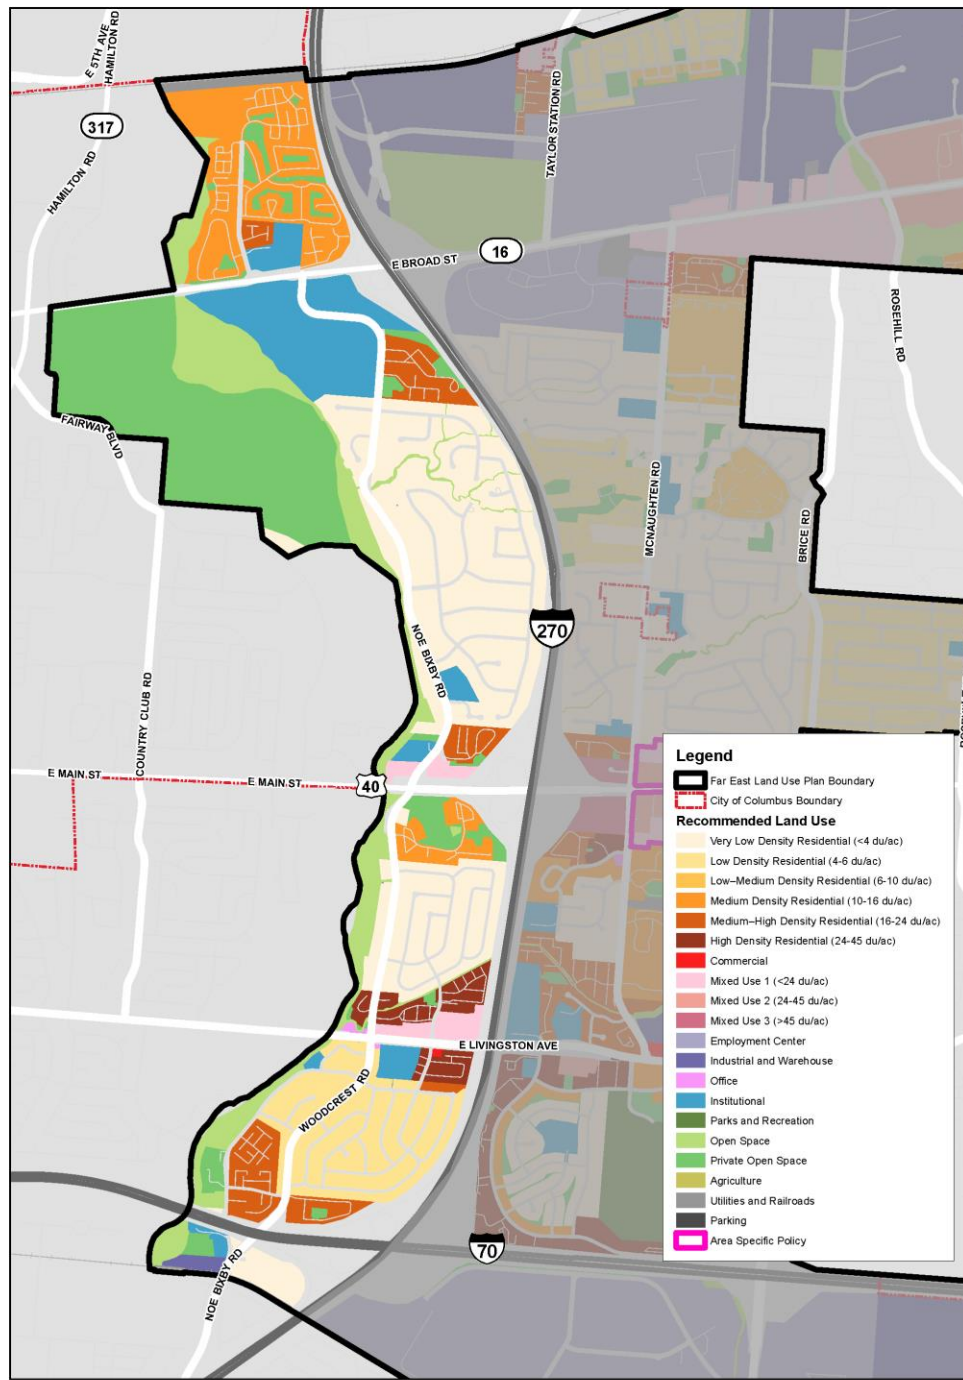 E 5TH AVE
HAMILTON RD
317
HAMILTON RD
TAYLOR STATION RD
E BROAD ST
16
ROSEHILL RD
FAIRWAY BLVD
MCNAUGHTEN RD
BRICE RD
270
NOE BIXBY RD
COUNTRY CLUB RD
E MAIN ST
E MAIN ST
40
E LIVINGSTON AVE
WOODCREST RD
70
NOE BIXBY RD
Legend
Far East Land Use Plan Boundary
City of Columbus Boundary
Recommended Land Use
Very Low Density Residential (<4 du/ac)
Low Density Residential (4-6 du/ac)
Low–Medium Density Residential (6-10 du/ac)
Medium Density Residential (10-16 du/ac)
Medium–High Density Residential (16-24 du/ac)
High Density Residential (24-45 du/ac)
Commercial
Mixed Use 1 (<24 du/ac)
Mixed Use 2 (24-45 du/ac)
Mixed Use 3 (>45 du/ac)
Employment Center
Industrial and Warehouse
Office
Institutional
Parks and Recreation
Open Space
Private Open Space
Agriculture
Utilities and Railroads
Parking
Area Specific Policy